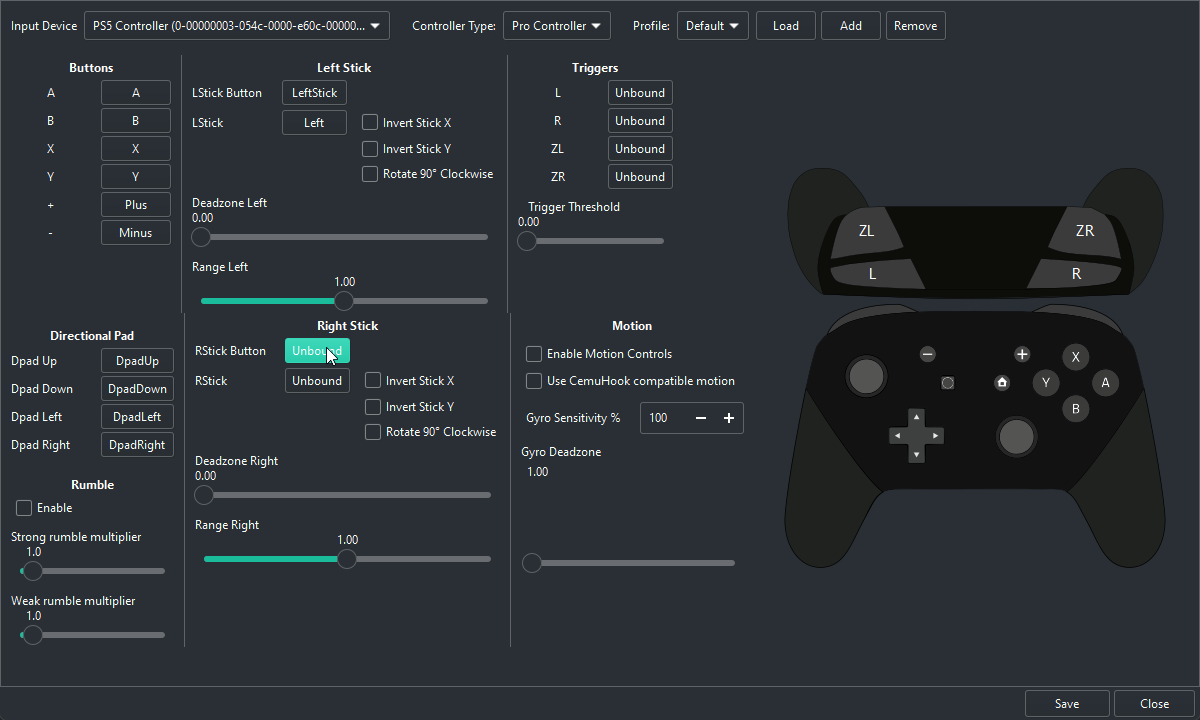 Input Device PS5 Controller (0-00000003-054c-0000-e60c-00000... Controller Type: Pro Controller Profile: Default Load Add Remove
Buttons
A A
B B
X X
Y Y
+ Plus
- Minus
Left Stick
LStick Button LeftStick
LStick Left Invert Stick X
Invert Stick Y
Rotate 90° Clockwise
Deadzone Left
0.00
Range Left
1.00
Triggers
L Unbound
R Unbound
ZL Unbound
ZR Unbound
Trigger Threshold
0.00
Directional Pad
Dpad Up DpadUp
Dpad Down DpadDown
Dpad Left DpadLeft
Dpad Right DpadRight
Rumble
Enable
Strong rumble multiplier
1.0
Weak rumble multiplier
1.0
Right Stick
RStick Button Unbound
RStick Unbound Invert Stick X
Invert Stick Y
Rotate 90° Clockwise
Deadzone Right
0.00
Range Right
1.00
Motion
Enable Motion Controls
Use CemuHook compatible motion
Gyro Sensitivity % 100 − +
Gyro Deadzone
1.00
ZL ZR
L R
− + X
Y A
B
Save Close